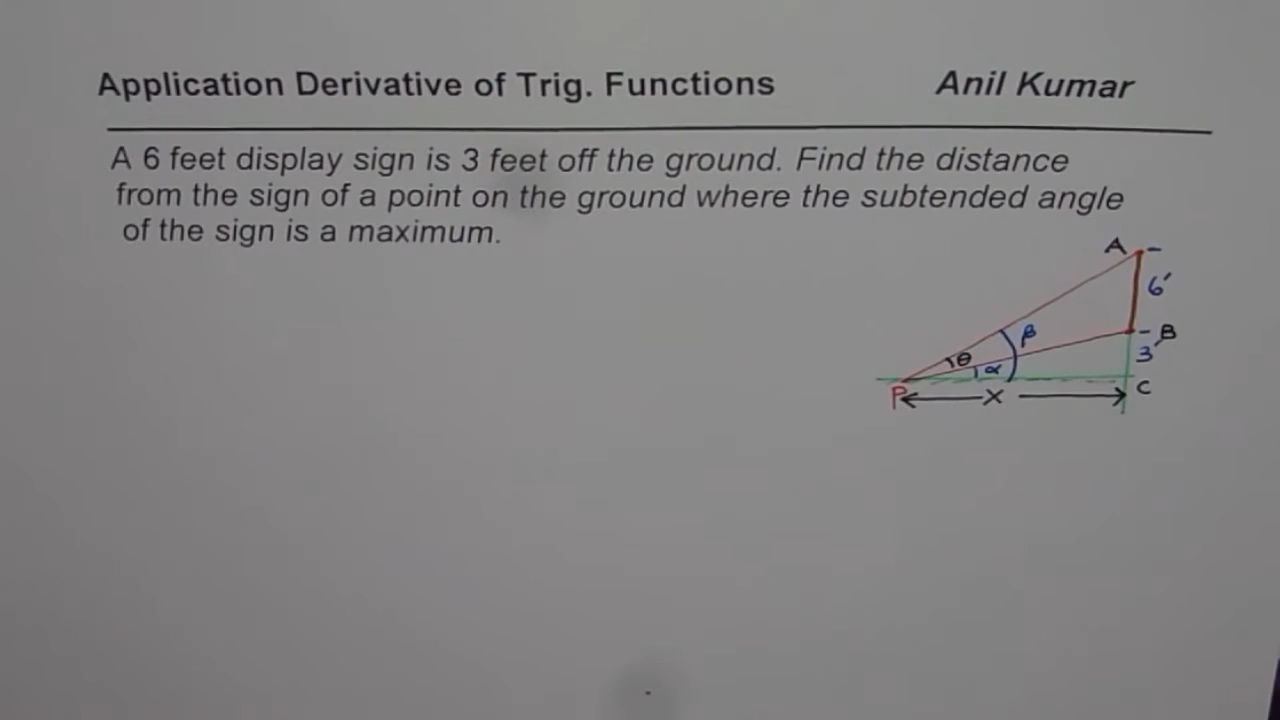 Application Derivative of Trig. Functions Anil Kumar
A 6 feet display sign is 3 feet off the ground. Find the distance
from the sign of a point on the ground where the subtended angle
of the sign is a maximum.
A
6'
B
β
θ
3'
α
P
x
C